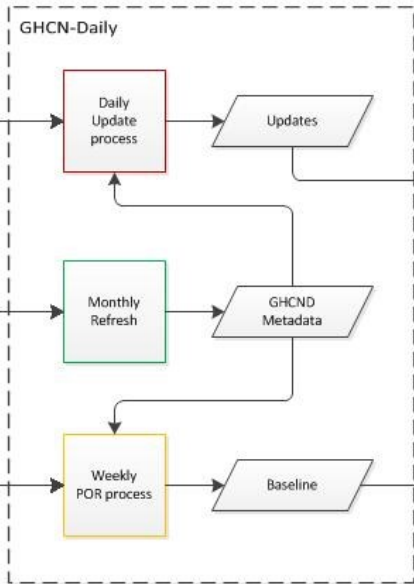 GHCN-Daily
Daily
Update
process
Updates
Monthly
Refresh
GHCND
Metadata
Weekly
POR process
Baseline